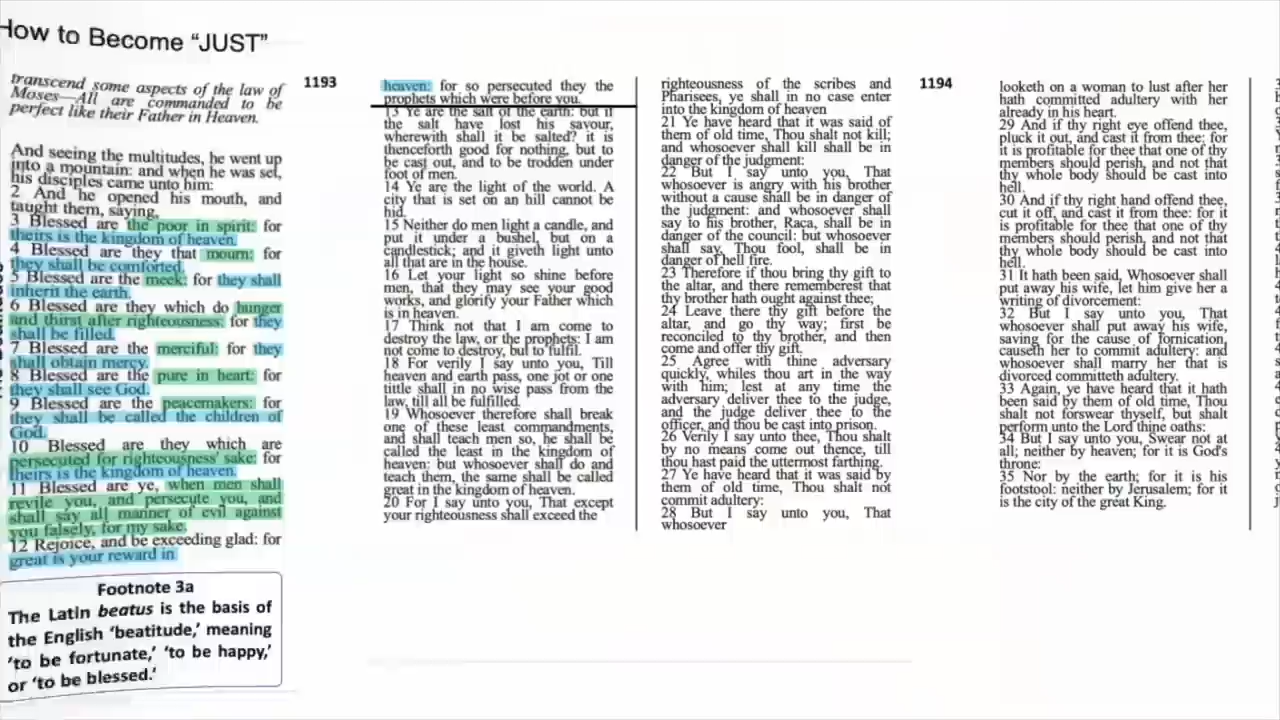 How to Become “JUST”
transcend some aspects of the law of
Moses—All are commanded to be
perfect like their Father in Heaven.
And seeing the multitudes, he went up
into a mountain: and when he was set,
his disciples came unto him:
2 And he opened his mouth, and
taught them, saying,
3 Blessed are the poor in spirit: for
theirs is the kingdom of heaven.
4 Blessed are they that mourn: for
they shall be comforted.
5 Blessed are the meek: for they shall
inherit the earth.
6 Blessed are they which do hunger
and thirst after righteousness: for they
shall be filled.
7 Blessed are the merciful: for they
shall obtain mercy.
8 Blessed are the pure in heart: for
they shall see God.
9 Blessed are the peacemakers: for
they shall be called the children of
God.
10 Blessed are they which are
persecuted for righteousness' sake: for
theirs is the kingdom of heaven.
11 Blessed are ye, when men shall
revile you, and persecute you, and
shall say all manner of evil against
you falsely, for my sake.
12 Rejoice, and be exceeding glad: for
great is your reward in
Footnote 3a
The Latin beatus is the basis of
the English ‘beatitude,’ meaning
‘to be fortunate,’ ‘to be happy,’
or ‘to be blessed.’
1193
heaven: for so persecuted they the
prophets which were before you.
13 Ye are the salt of the earth: but if
the salt have lost his savour,
wherewith shall it be salted? it is
thenceforth good for nothing, but to
be cast out, and to be trodden under
foot of men.
14 Ye are the light of the world. A
city that is set on an hill cannot be
hid.
15 Neither do men light a candle, and
put it under a bushel, but on a
candlestick; and it giveth light unto
all that are in the house.
16 Let your light so shine before
men, that they may see your good
works, and glorify your Father which
is in heaven.
17 Think not that I am come to
destroy the law, or the prophets: I am
not come to destroy, but to fulfil.
18 For verily I say unto you, Till
heaven and earth pass, one jot or one
tittle shall in no wise pass from the
law, till all be fulfilled.
19 Whosoever therefore shall break
one of these least commandments,
and shall teach men so, he shall be
called the least in the kingdom of
heaven: but whosoever shall do and
teach them, the same shall be called
great in the kingdom of heaven.
20 For I say unto you, That except
your righteousness shall exceed the
righteousness of the scribes and
Pharisees, ye shall in no case enter
into the kingdom of heaven
21 Ye have heard that it was said of
them of old time, Thou shalt not kill;
and whosoever shall kill shall be in
danger of the judgment:
22 But I say unto you, That
whosoever is angry with his brother
without a cause shall be in danger of
the judgment: and whosoever shall
say to his brother, Raca, shall be in
danger of the council: but whosoever
shall say, Thou fool, shall be in
danger of hell fire.
23 Therefore if thou bring thy gift to
the altar, and there rememberest that
thy brother hath ought against thee;
24 Leave there thy gift before the
altar, and go thy way; first be
reconciled to thy brother, and then
come and offer thy gift.
25 Agree with thine adversary
quickly, whiles thou art in the way
with him; lest at any time the
adversary deliver thee to the judge,
and the judge deliver thee to the
officer, and thou be cast into prison.
26 Verily I say unto thee, Thou shalt
by no means come out thence, till
thou hast paid the uttermost farthing.
27 Ye have heard that it was said by
them of old time, Thou shalt not
commit adultery:
28 But I say unto you, That
whosoever
1194
looketh on a woman to lust after her
hath committed adultery with her
already in his heart.
29 And if thy right eye offend thee,
pluck it out, and cast it from thee: for
it is profitable for thee that one of thy
members should perish, and not that
thy whole body should be cast into
hell.
30 And if thy right hand offend thee,
cut it off, and cast it from thee: for it
is profitable for thee that one of thy
members should perish, and not that
thy whole body should be cast into
hell.
31 It hath been said, Whosoever shall
put away his wife, let him give her a
writing of divorcement:
32 But I say unto you, That
whosoever shall put away his wife,
saving for the cause of fornication,
causeth her to commit adultery: and
whosoever shall marry her that is
divorced committeth adultery.
33 Again, ye have heard that it hath
been said by them of old time, Thou
shalt not forswear thyself, but shalt
perform unto the Lord thine oaths:
34 But I say unto you, Swear not at
all; neither by heaven; for it is God's
throne:
35 Nor by the earth; for it is his
footstool: neither by Jerusalem; for it
is the city of the great King.